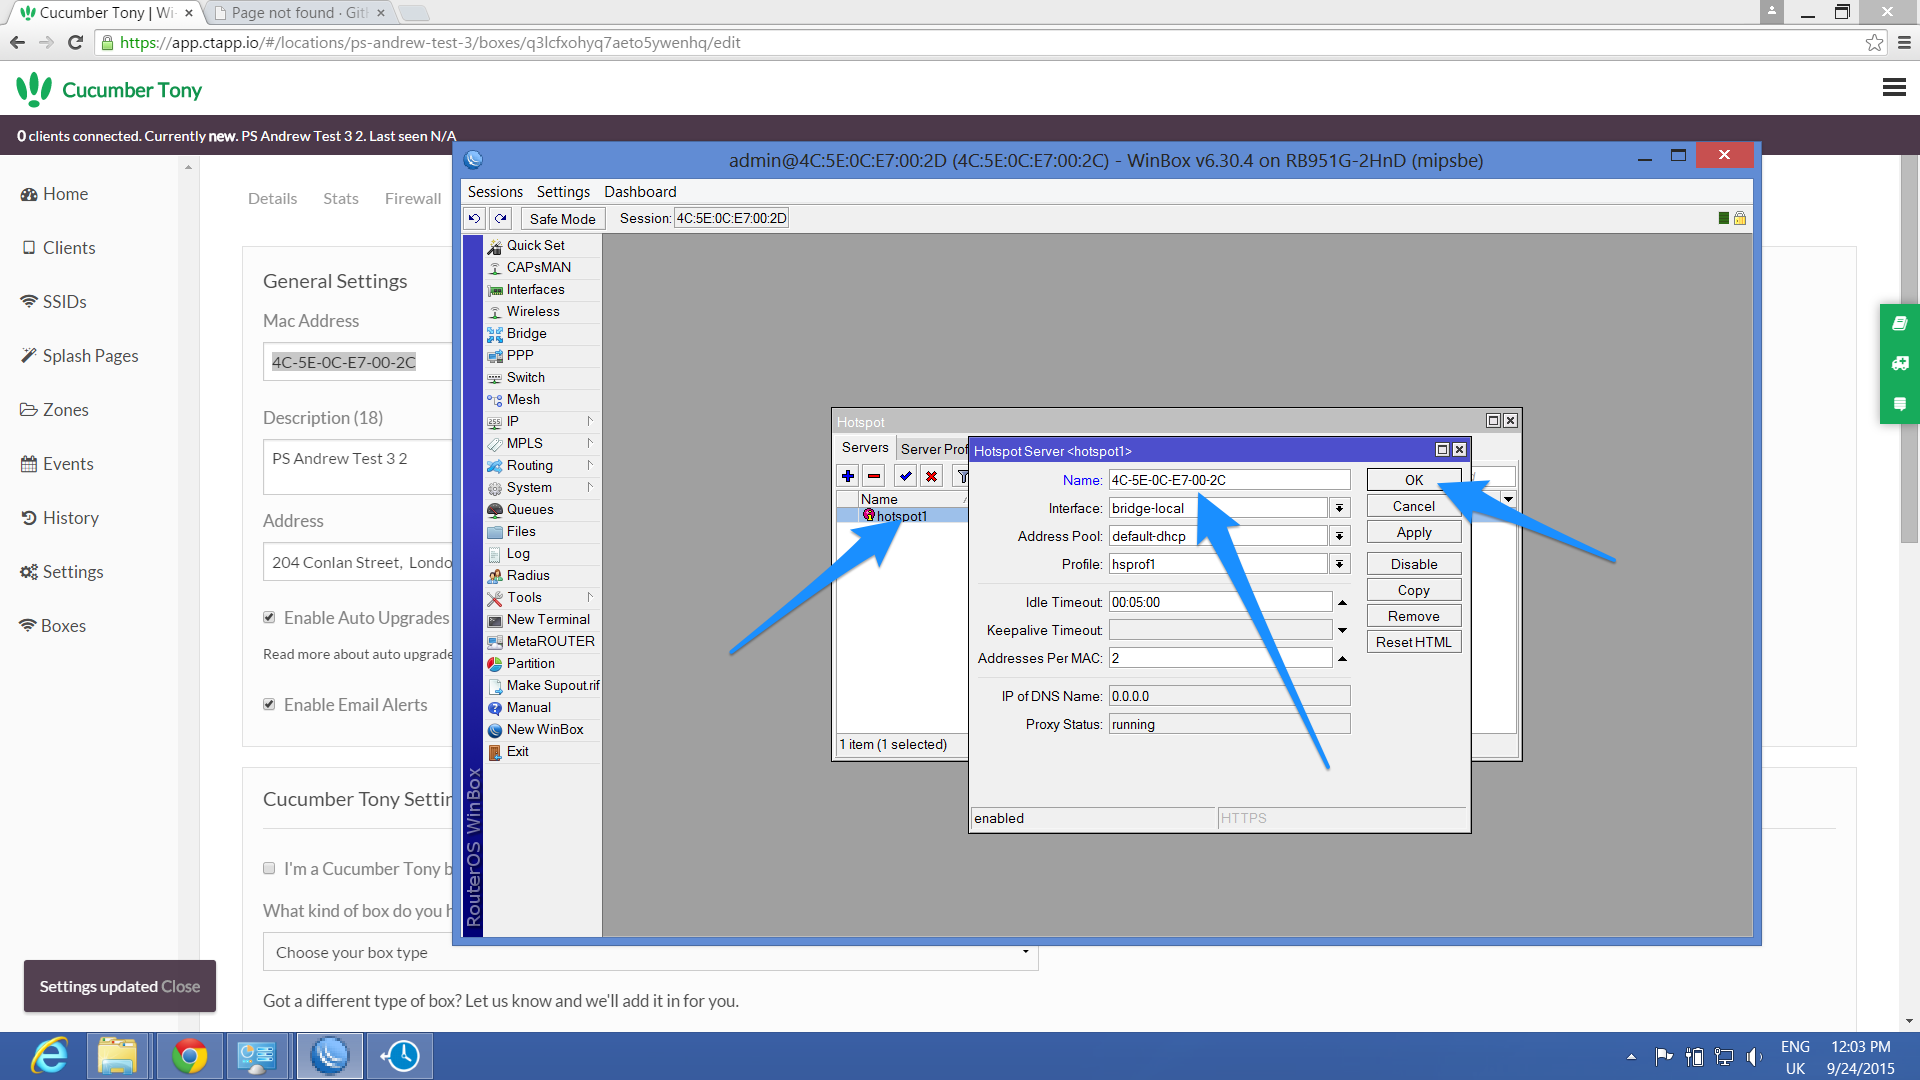 Cucumber Tony | Wi-
Page not found · Git
https://app.ctapp.io/#/locations/ps-andrew-test-3/boxes/q3lcfxohyq7aeto5ywenhq/edit
Cucumber Tony
0 clients connected. Currently new. PS Andrew Test 3 2. Last seen N/A
Home
Clients
SSIDs
Splash Pages
Zones
Events
History
Settings
Boxes
Details Stats Firewall
General Settings
Mac Address
4C-5E-0C-E7-00-2C
Description (18)
PS Andrew Test 3 2
Address
204 Conlan Street, Londo
Enable Auto Upgrades
Read more about auto upgrade
Enable Email Alerts
Cucumber Tony Settin
I'm a Cucumber Tony b
What kind of box do you h
Choose your box type
Got a different type of box? Let us know and we'll add it in for you.
Settings updated Close
admin@4C:5E:0C:E7:00:2D (4C:5E:0C:E7:00:2C) - WinBox v6.30.4 on RB951G-2HnD (mipsbe)
Sessions Settings Dashboard
Safe Mode Session: 4C:5E:0C:E7:00:2D
Quick Set
CAPsMAN
Interfaces
Wireless
Bridge
PPP
Switch
Mesh
IP
MPLS
Routing
System
Queues
Files
Log
Radius
Tools
New Terminal
MetaROUTER
Partition
Make Supout.rif
Manual
New WinBox
Exit
RouterOS WinBox
Hotspot
Servers Server Prof
Name
hotspot1
1 item (1 selected)
Hotspot Server <hotspot1>
Name: 4C-5E-0C-E7-00-2C
Interface: bridge-local
Address Pool: default-dhcp
Profile: hsprof1
Idle Timeout: 00:05:00
Keepalive Timeout:
Addresses Per MAC: 2
IP of DNS Name: 0.0.0.0
Proxy Status: running
OK
Cancel
Apply
Disable
Copy
Remove
Reset HTML
enabled HTTPS
ENG
UK
12:03 PM
9/24/2015